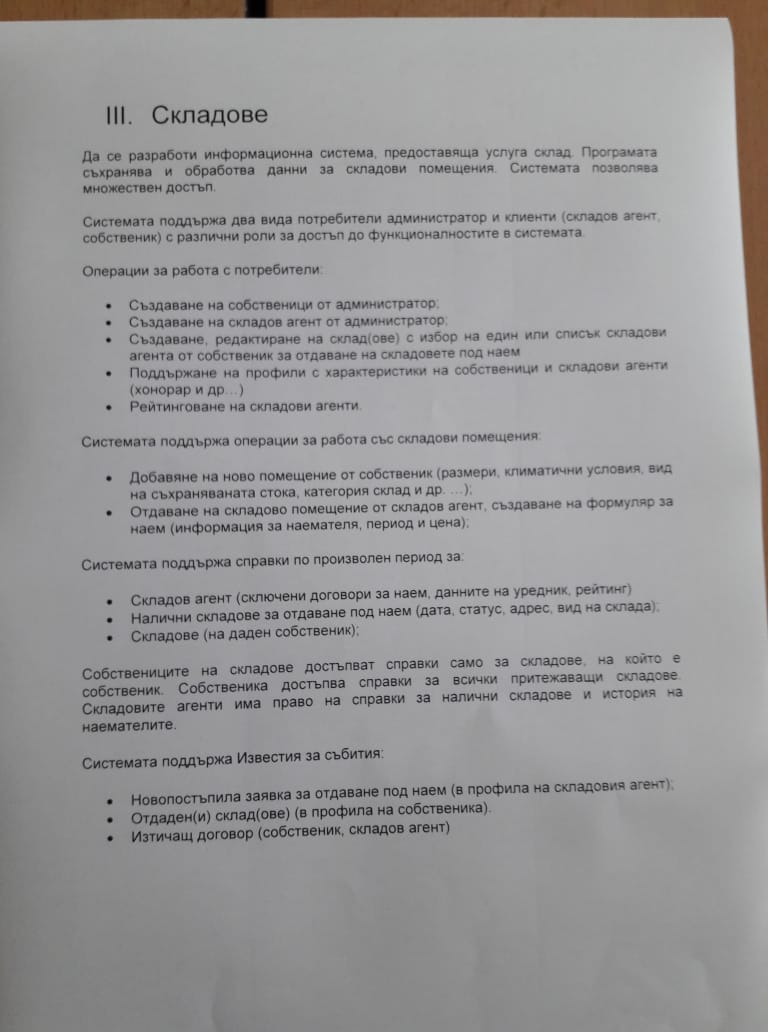 III. Складове
Да се разработи информационна система, предоставяща услуга склад. Програмата
съхранява и обработва данни за складови помещения. Системата позволява
множествен достъп.
Системата поддържа два вида потребители администратор и клиенти (складов агент,
собственик) с различни роли за достъп до функционалностите в системата.
Операции за работа с потребители:
• Създаване на собственици от администратор;
• Създаване на складов агент от администратор;
• Създаване, редактиране на склад(ове) с избор на един или списък складови
агента от собственик за отдаване на складовете под наем
• Поддържане на профили с характеристики на собственици и складови агенти
(хонорар и др…)
• Рейтинговане на складови агенти.
Системата поддържа операции за работа със складови помещения:
• Добавяне на ново помещение от собственик (размери, климатични условия, вид
на съхраняваната стока, категория склад и др. …);
• Отдаване на складово помещение от складов агент, създаване на формуляр за
наем (информация за наемателя, период и цена);
Системата поддържа справки по произволен период за:
• Складов агент (сключени договори за наем, данните на уредник, рейтинг)
• Налични складове за отдаване под наем (дата, статус, адрес, вид на склада);
• Складове (на даден собственик);
Собствениците на складове достъпват справки само за складове, на който е
собственик. Собственика достъпва справки за всички притежаващи складове.
Складовите агенти има право на справки за налични складове и история на
наемателите.
Системата поддържа Известия за събития:
• Новопостъпила заявка за отдаване под наем (в профила на складовия агент);
• Отдаден(и) склад(ове) (в профила на собственика).
• Изтичащ договор (собственик, складов агент)